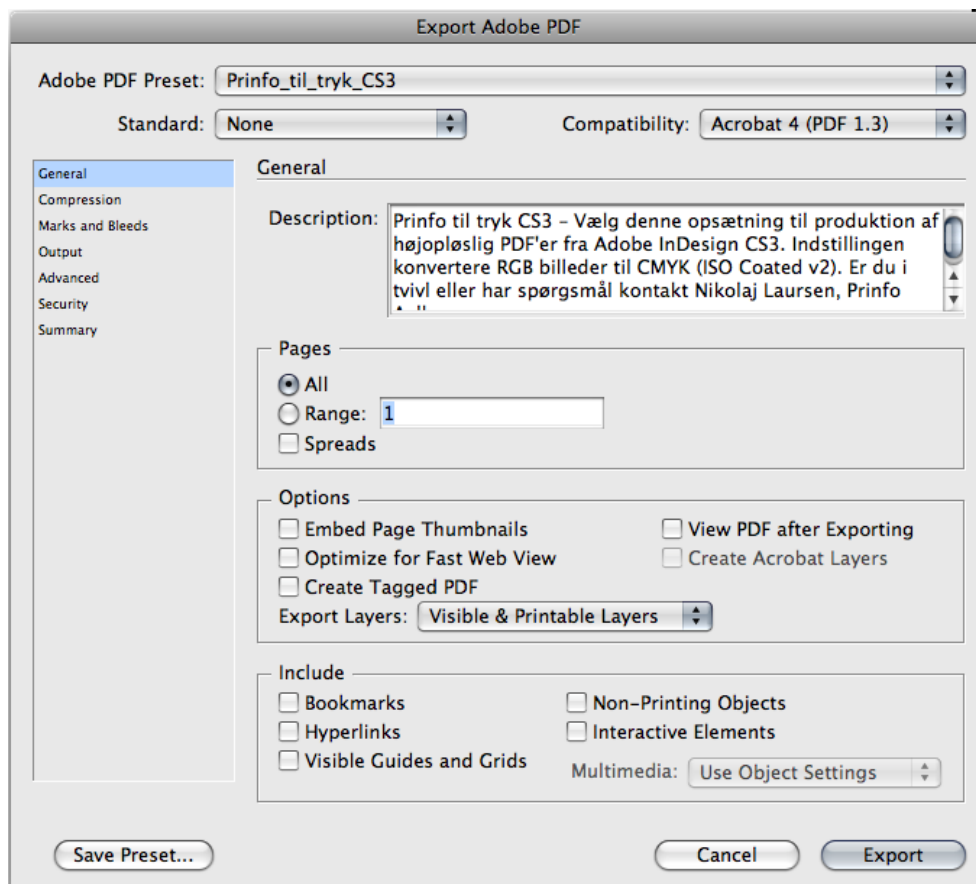 Export Adobe PDF
Adobe PDF Preset: Prinfo_til_tryk_CS3
Standard: None Compatibility: Acrobat 4 (PDF 1.3)
General
Compression
Marks and Bleeds
Output
Advanced
Security
Summary
General
Description: Prinfo til tryk CS3 – Vælg denne opsætning til produktion af
højopløslig PDF'er fra Adobe InDesign CS3. Indstillingen
konvertere RGB billeder til CMYK (ISO Coated v2). Er du i
tvivl eller har spørgsmål kontakt Nikolaj Laursen, Prinfo
Pages
All
Range: 1
Spreads
Options
Embed Page Thumbnails View PDF after Exporting
Optimize for Fast Web View Create Acrobat Layers
Create Tagged PDF
Export Layers: Visible & Printable Layers
Include
Bookmarks Non-Printing Objects
Hyperlinks Interactive Elements
Visible Guides and Grids Multimedia: Use Object Settings
Save Preset... Cancel Export